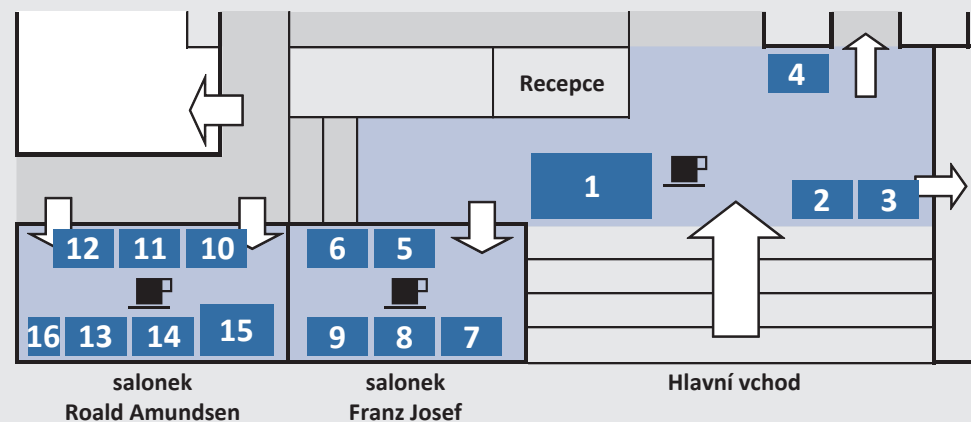 4
Recepce
1
2 3
12 11 10
6 5
16 13 14 15
9 8 7
salonek
Roald Amundsen
salonek
Franz Josef
Hlavní vchod